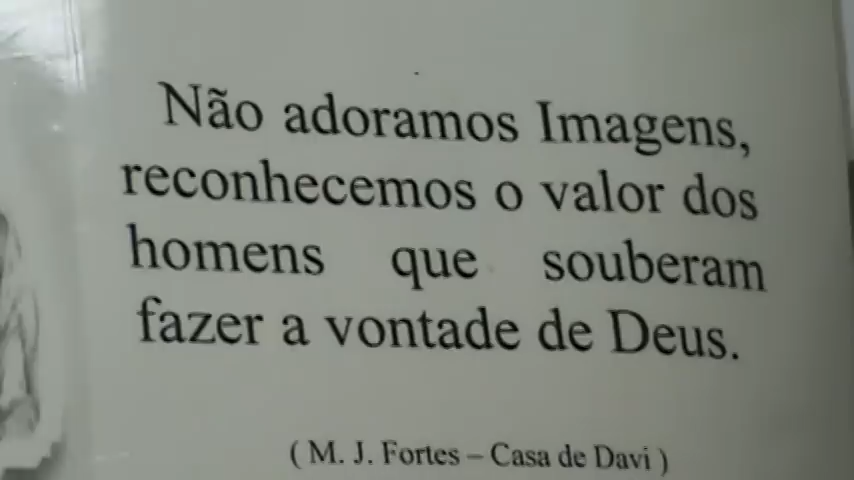 Não adoramos Imagens,
reconhecemos o valor dos
homens que souberam
fazer a vontade de Deus.
( M. J. Fortes – Casa de Davi )